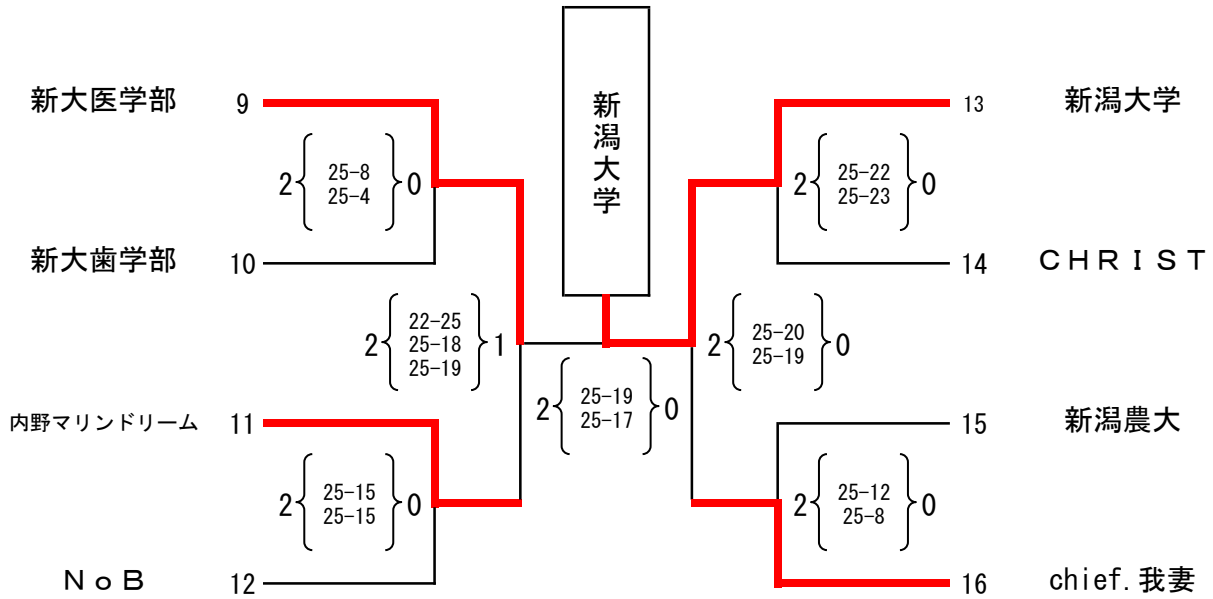 新大医学部 9
2 25-8 0
25-4
新大歯学部 10
22-25
2 25-18 1
25-19
内野マリンドリーム 11
2 25-15 0
25-15
ＮｏＢ 12
新潟大学
2 25-19 0
25-17
13 新潟大学
2 25-22 0
25-23
14 ＣＨＲＩＳＴ
2 25-20 0
25-19
15 新潟農大
2 25-12 0
25-8
16 chief.我妻